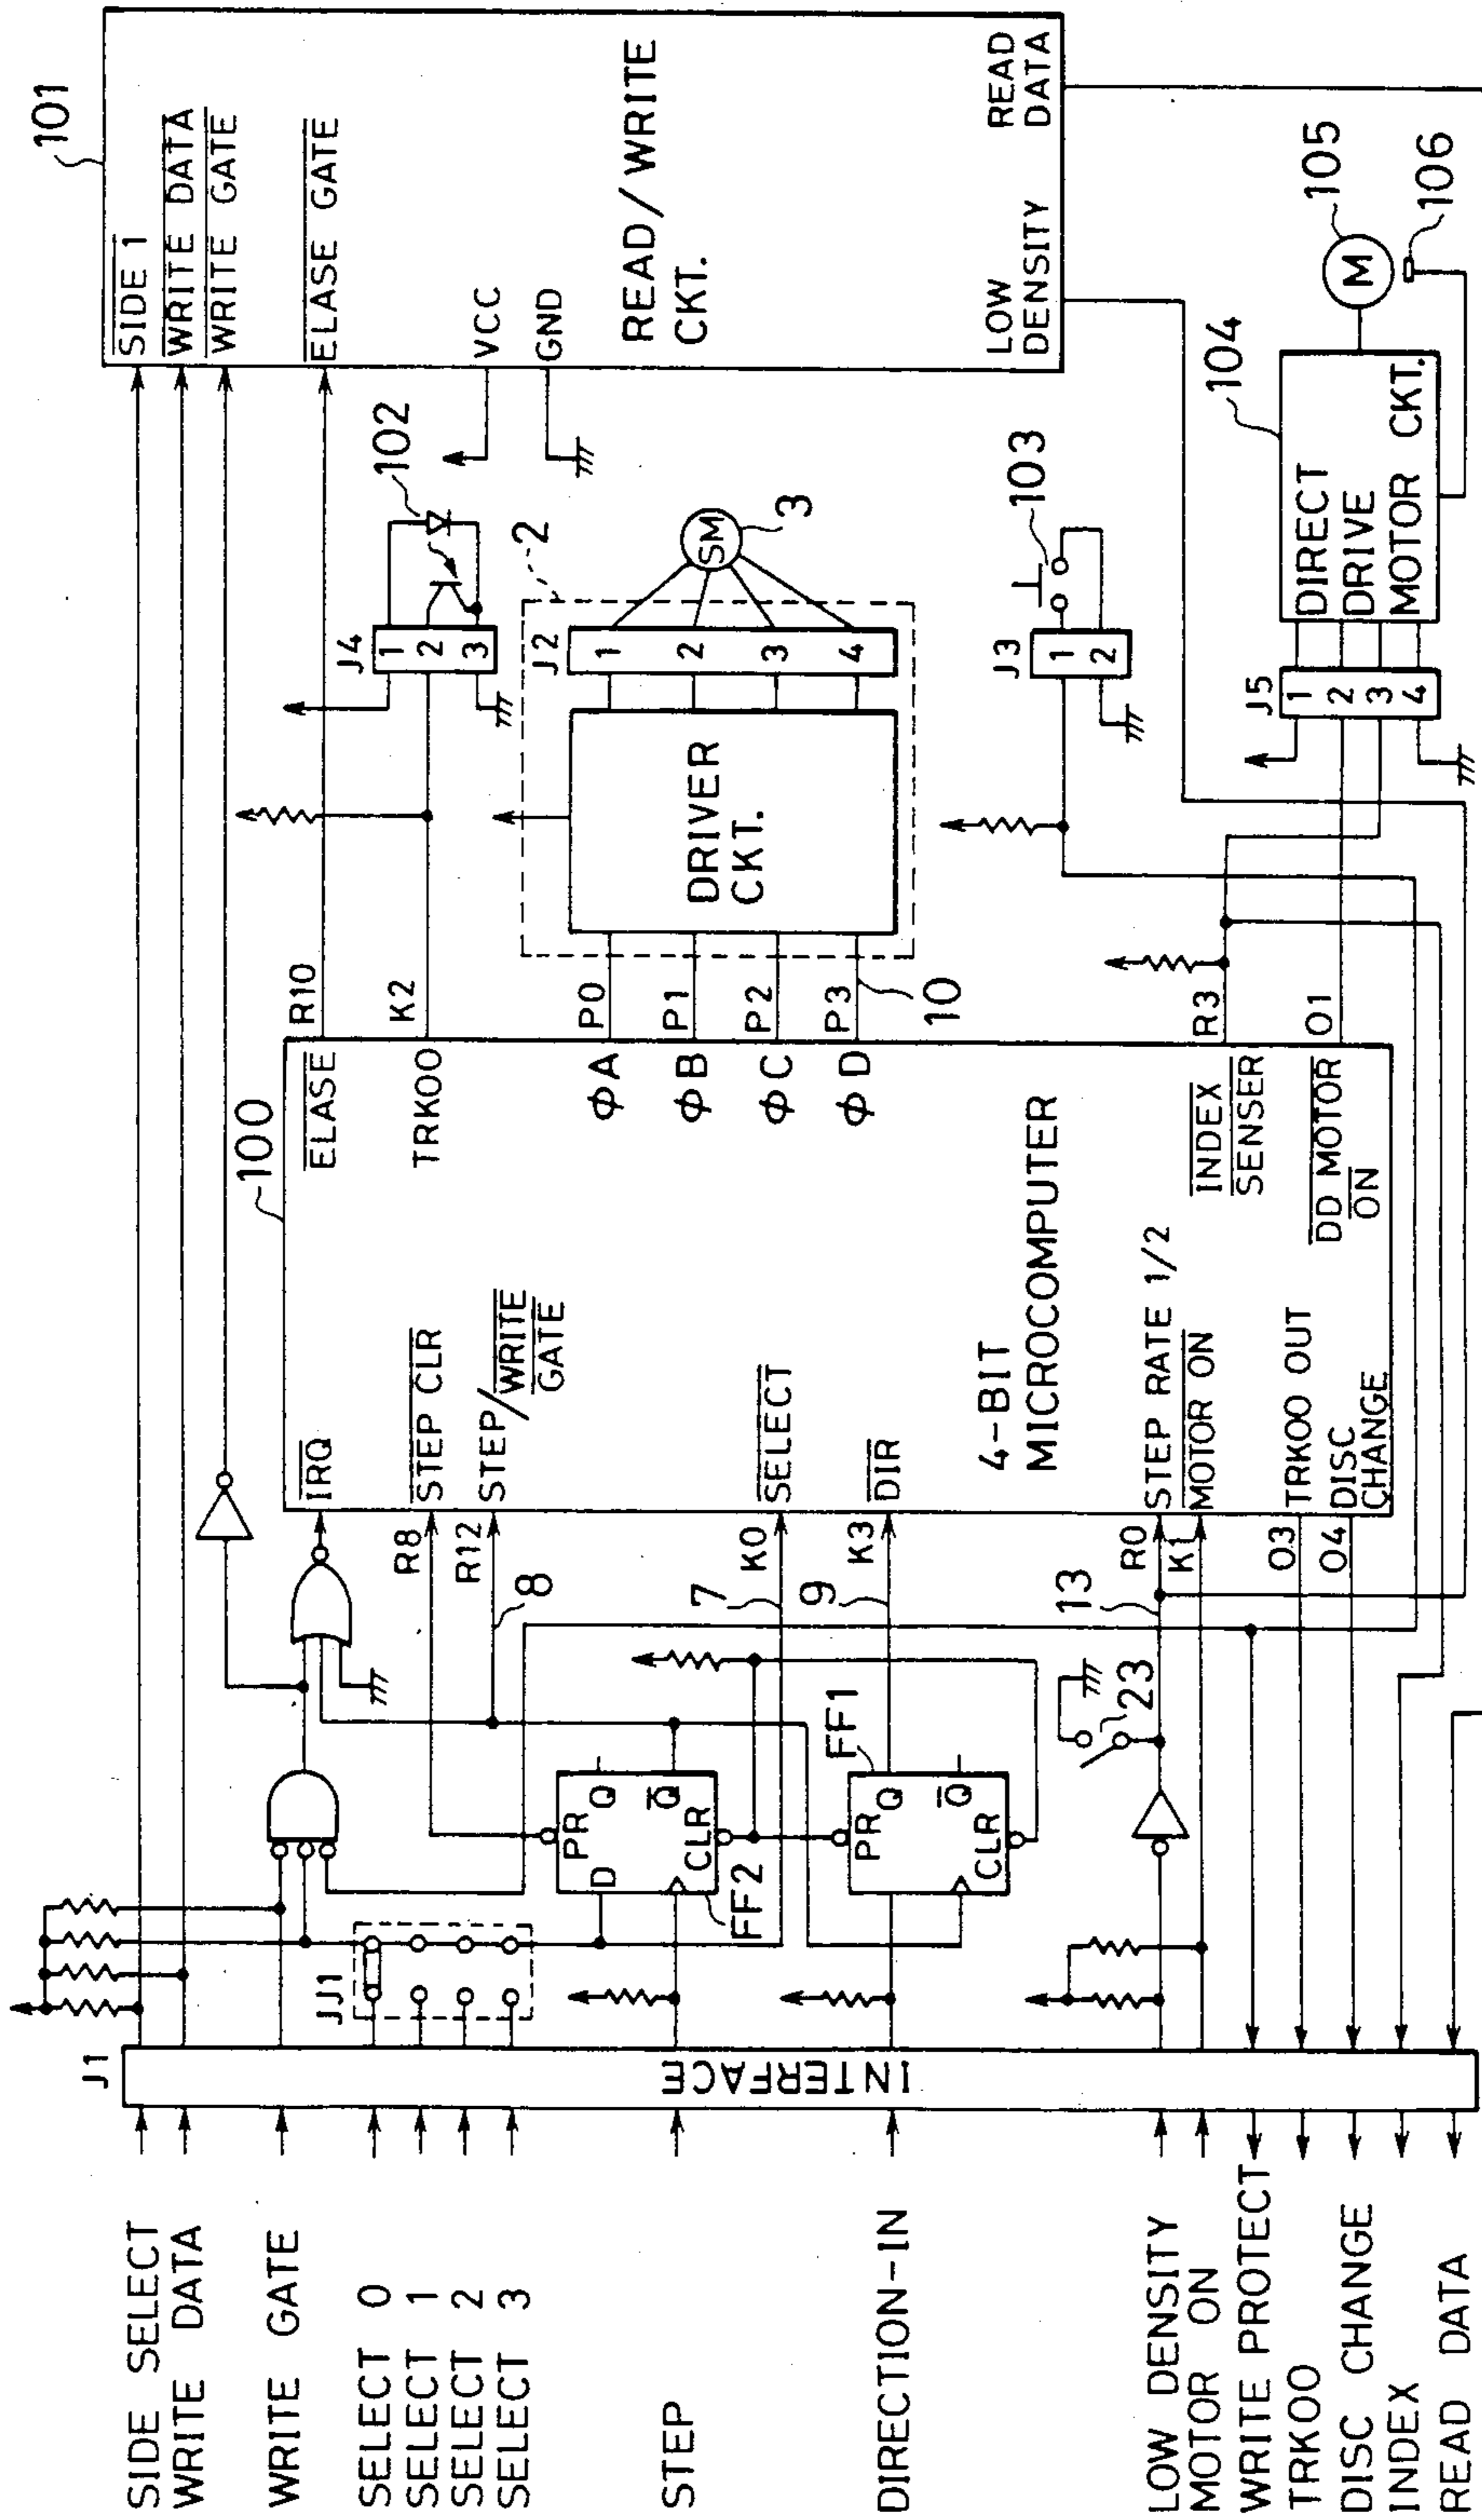 SIDE SELECT
WRITE DATA
WRITE GATE
SELECT 0
SELECT 1
SELECT 2
SELECT 3
STEP
DIRECTION-IN
LOW DENSITY
MOTOR ON
WRITE PROTECT
TRK00
DISC CHANGE
INDEX
READ DATA
J1
INTERFACE
JJ1
D
PR
Q
Q
CLR
FF2
FF1
PR
Q
Q
CLR
23
13
8
7
9
R8
R12
K0
K3
R0
K1
O3
O4
100
IRQ
STEP CLR
STEP/WRITE
GATE
SELECT
DIR
4-BIT
MICROCOMPUTER
STEP RATE 1/2
MOTOR ON
TRK00 OUT
DISC
CHANGE
ELASE
TRK00
ΦA
ΦB
ΦC
ΦD
INDEX
SENSER
DD MOTOR
ON
R10
K2
P0
P1
P2
P3
10
R3
O1
DRIVER
CKT.
2
J4
1
2
3
102
J2
1
2
3
4
SM
3
J3
1
2
103
J5
1
2
3
4
DIRECT
DRIVE
MOTOR CKT.
104
M
105
106
101
SIDE 1
WRITE DATA
WRITE GATE
ELASE GATE
VCC
GND
READ/WRITE
CKT.
LOW
DENSITY
READ
DATA